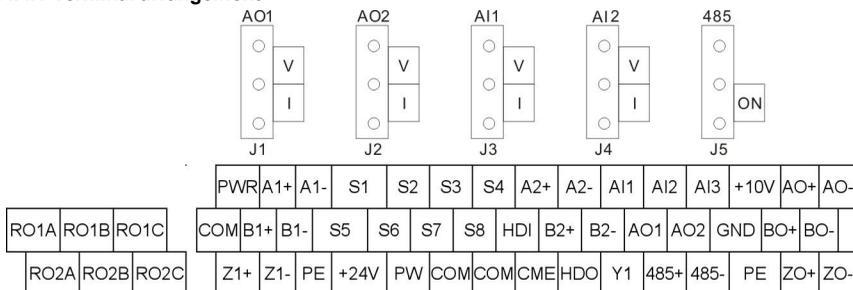 AO1 AO2 AI1 AI2 485
V V V V
I I I I ON
J1 J2 J3 J4 J5
PWR A1+ A1- S1 S2 S3 S4 A2+ A2- AI1 AI2 AI3 +10V AO+ AO-
RO1A RO1B RO1C COM B1+ B1- S5 S6 S7 S8 HDI B2+ B2- AO1 AO2 GND BO+ BO-
RO2A RO2B RO2C Z1+ Z1- PE +24V PW COM COM CME HDO Y1 485+ 485- PE ZO+ ZO-